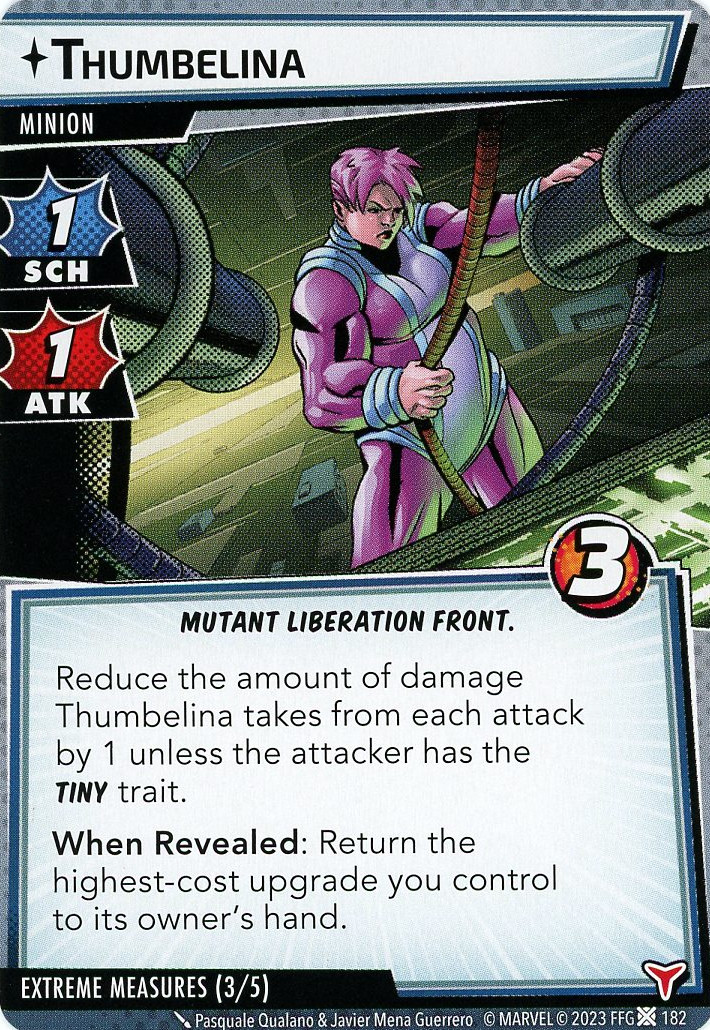 THUMBELINA
MINION
1
SCH
1
ATK
3
MUTANT LIBERATION FRONT.
Reduce the amount of damage
Thumbelina takes from each attack
by 1 unless the attacker has the
TINY trait.
When Revealed: Return the
highest-cost upgrade you control
to its owner's hand.
EXTREME MEASURES (3/5)
Pasquale Qualano & Javier Mena Guerrero © MARVEL © 2023 FFG 182